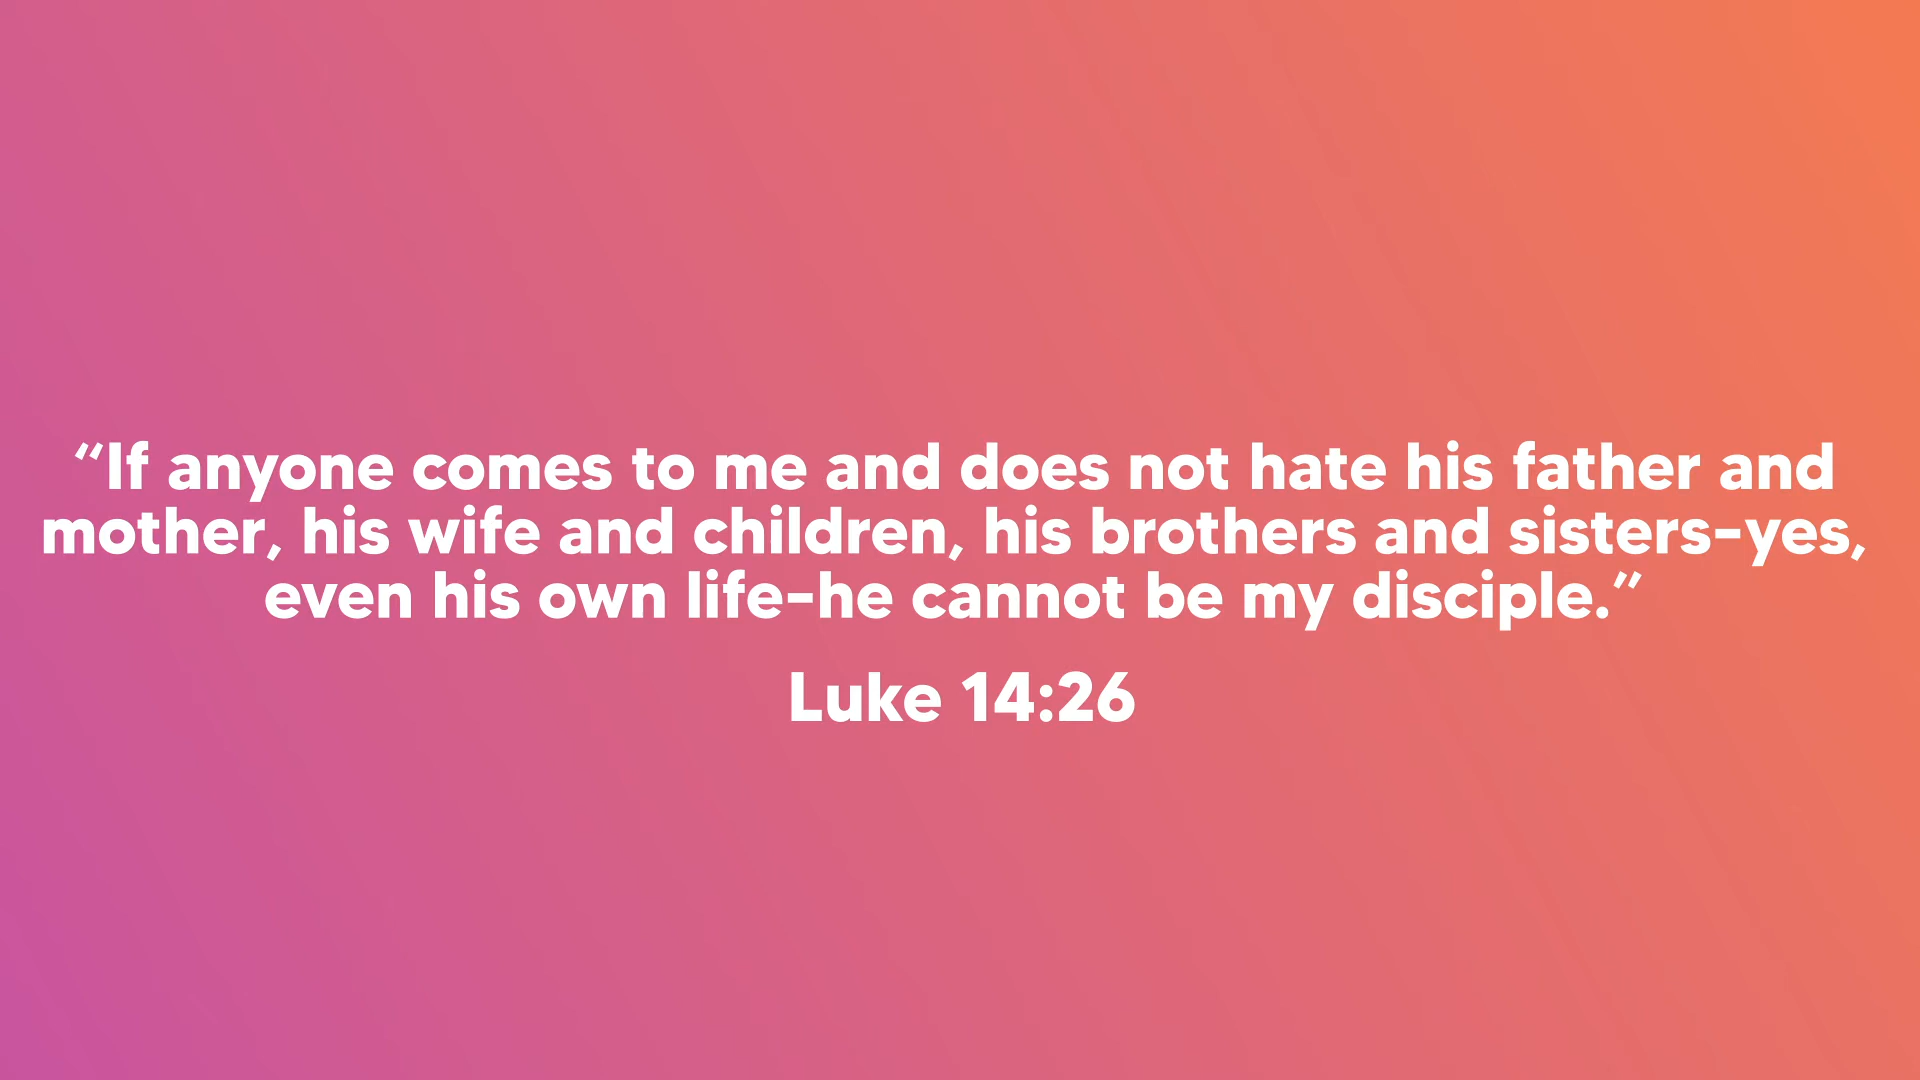 “If anyone comes to me and does not hate his father and
mother, his wife and children, his brothers and sisters-yes,
even his own life-he cannot be my disciple.”
Luke 14:26